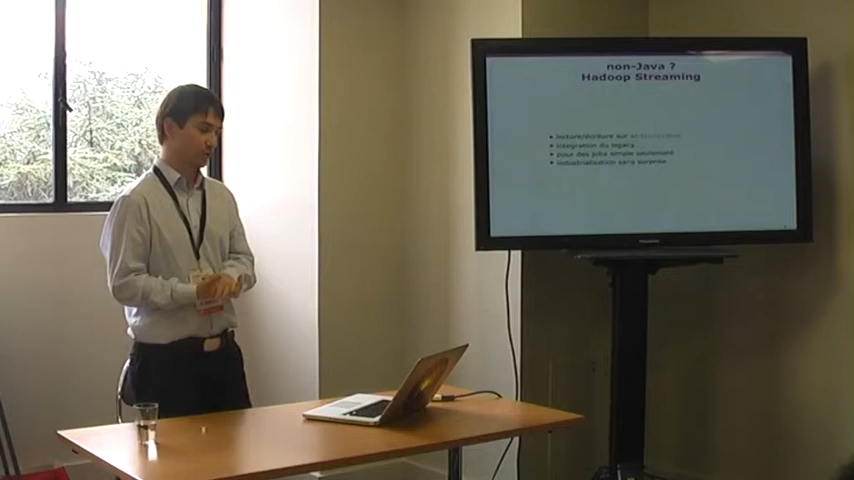 non-Java ?
Hadoop Streaming
lecture/écriture sur
intégration du legacy
pour des jobs simple seulement
industrialisation sans surprise